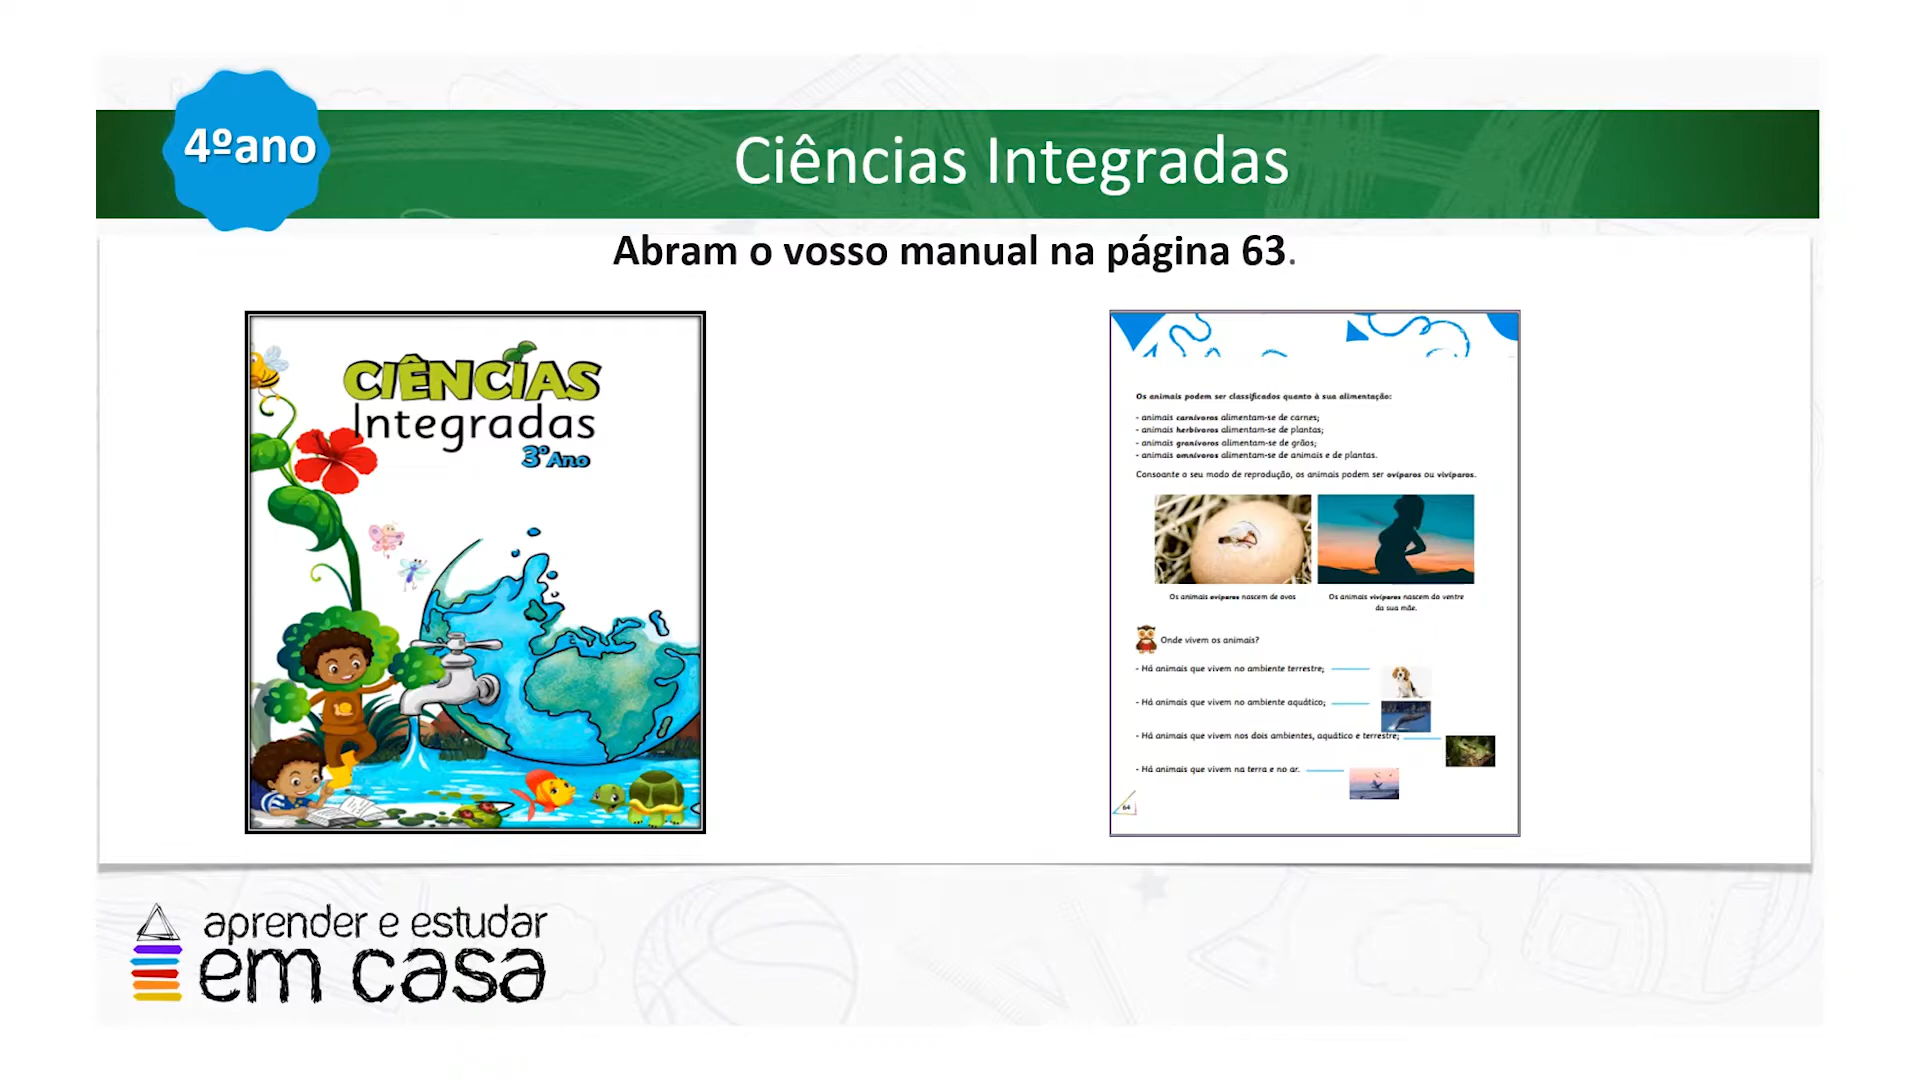 4ºano
Ciências Integradas
Abram o vosso manual na página 63.
CIÊNCIAS
Integradas
3ºAno
Os animais podem ser classificados quanto à sua alimentação:
- animais carnívoros alimentam-se de carnes;
- animais herbívoros alimentam-se de plantas;
- animais granívoros alimentam-se de grãos;
- animais omnívoros alimentam-se de animais e de plantas.
Consoante o seu modo de reprodução, os animais podem ser ovíparos ou vivíparos.
Os animais ovíparos nascem de ovos
Os animais vivíparos nascem do ventre
da sua mãe.
Onde vivem os animais?
- Há animais que vivem no ambiente terrestre;
- Há animais que vivem no ambiente aquático;
- Há animais que vivem nos dois ambientes, aquático e terrestre;
- Há animais que vivem na terra e no ar.
64
aprender e estudar
em casa